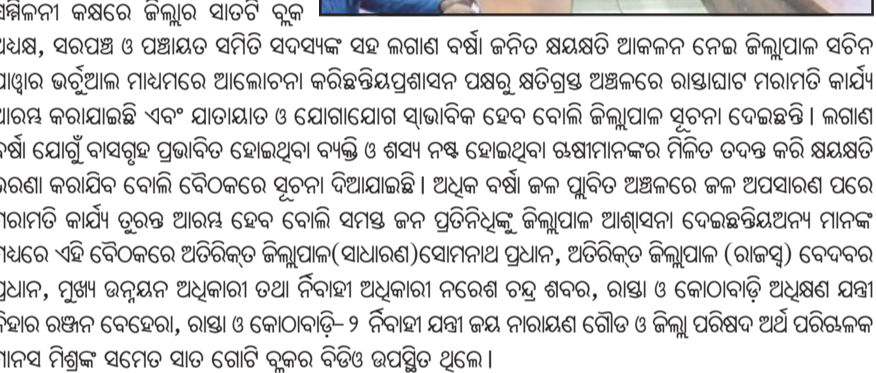 ସମ୍ମିଳନୀ କକ୍ଷରେ ଜିଲ୍ଲାର ସାତଟି ବ୍ଲକ
ଅଧ୍ୟକ୍ଷ, ସରପଞ୍ଚ ଓ ପଞ୍ଚାୟତ ସମିତି ସଦସ୍ୟଙ୍କ ସହ ଲଗାଣ ବର୍ଷା ଜନିତ କ୍ଷୟକ୍ଷତି ଆକଳନ ନେଇ ଜିଲ୍ଲାପାଳ ସଚିନ
ପାୱାର ଭର୍ଚୁଆଲ ମାଧ୍ୟମରେ ଆଲୋଚନା କରିଛନ୍ତିୟପ୍ରଶାସନ ପକ୍ଷରୁ କ୍ଷତିଗ୍ରସ୍ତ ଅଞ୍ଚଳରେ ରାସ୍ତାଘାଟ ମରାମତି କାର୍ଯ୍ୟ
ଆରମ୍ଭ କରାଯାଇଛି ଏବଂ ଯାତାୟାତ ଓ ଯୋଗାଯୋଗ ସ୍ୱାଭାବିକ ହେବ ବୋଲି ଜିଲ୍ଲାପାଳ ସୂଚନା ଦେଇଛନ୍ତି । ଲଗାଣ
ବର୍ଷା ଯୋଗୁଁ ବାସଗୃହ ପ୍ରଭାବିତ ହୋଇଥିବା ବ୍ୟକ୍ତି ଓ ଶସ୍ୟ ନଷ୍ଟ ହୋଇଥିବା ଋଷୀମାନଙ୍କର ମିଳିତ ତଦନ୍ତ କରି କ୍ଷୟକ୍ଷତି
ଭରଣା କରାଯିବ ବୋଲି ବୈଠକରେ ସୂଚନା ଦିଆଯାଇଛି । ଅଧିକ ବର୍ଷା ଜଳ ପ୍ଲାବିତ ଅଞ୍ଚଳରେ ଜଳ ଅପସାରଣ ପରେ
ମରାମତି କାର୍ଯ୍ୟ ତୁରନ୍ତ ଆରମ୍ଭ ହେବ ବୋଲି ସମସ୍ତ ଜନ ପ୍ରତିନିଧିଙ୍କୁ ଜିଲ୍ଲାପାଳ ଆଶ୍ୱାସନା ଦେଇଛନ୍ତିୟଅନ୍ୟ ମାନଙ୍କ
ମଧ୍ୟରେ ଏହି ବୈଠକରେ ଅତିରିକ୍ତ ଜିଲ୍ଲାପାଳ(ସାଧାରଣ)ସୋମନାଥ ପ୍ରଧାନ, ଅତିରିକ୍ତ ଜିଲ୍ଲାପାଳ (ରାଜସ୍ୱ) ବେଦବର
ପ୍ରଧାନ, ମୁଖ୍ୟ ଉନ୍ନୟନ ଅଧିକାରୀ ତଥା ର୍ନିବାହୀ ଅଧିକାରୀ ନରେଶ ଚନ୍ଦ୍ର ଶବର, ରାସ୍ତା ଓ କୋଠାବାଡ଼ି ଅଧିକ୍ଷଣ ଯନ୍ତ୍ରୀ
ନିହାର ରଞ୍ଜନ ବେହେରା, ରାସ୍ତା ଓ କୋଠାବାଡ଼ି– ୨ ର୍ନିବାହୀ ଯନ୍ତ୍ରୀ ଜୟ ନାରାୟଣ ଗୌଡ ଓ ଜିଲ୍ଲା ପରିଷଦ ଅର୍ଥ ପରିଋଳକ
ମାନସ ମିଶ୍ରଙ୍କ ସମେତ ସାତ ଗୋଟି ବ୍ଲକର ବିଡିଓ ଉପସ୍ଥିତ ଥିଲେ ।